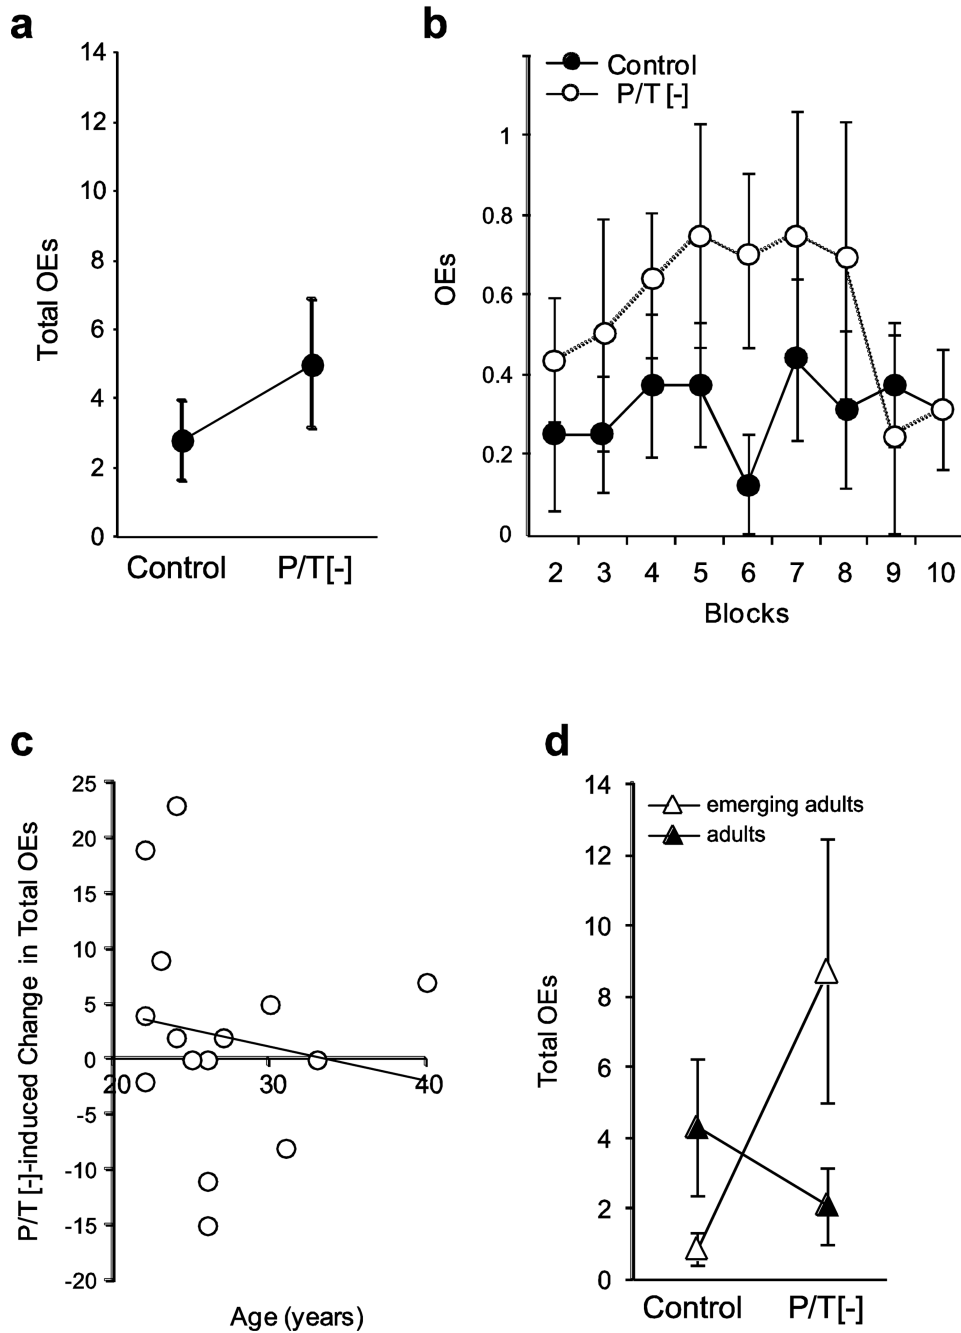 a
14
12
10
8
6
4
2
0
Total OEs
Control P/T[-]
b
Control
P/T [-]
1
0.8
0.6
0.4
0.2
0
OEs
2 3 4 5 6 7 8 9 10
Blocks
c
25
20
15
10
5
0
-5
-10
-15
-20
20 30 40
P/T [-]-induced Change in Total OEs
Age (years)
d
emerging adults
adults
14
12
10
8
6
4
2
0
Total OEs
Control P/T[-]